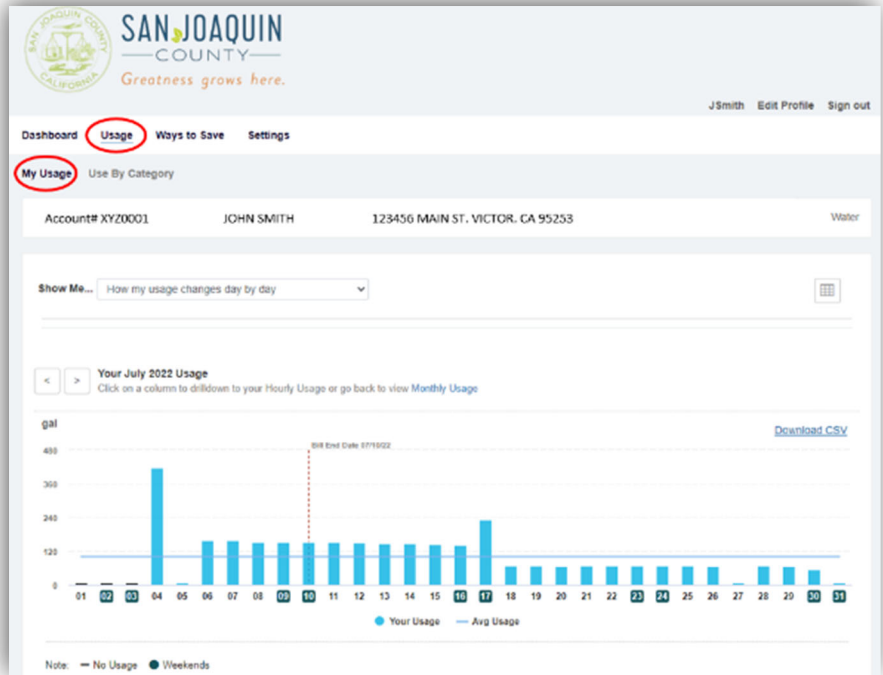 SAN JOAQUIN COUNTY
CALIFORNIA
SAN JOAQUIN
COUNTY
Greatness grows here.
JSmith Edit Profile Sign out
Dashboard Usage Ways to Save Settings
My Usage Use By Category
Account# XYZ0001 JOHN SMITH 123456 MAIN ST. VICTOR, CA 95253 Water
Show Me... How my usage changes day by day
< > Your July 2022 Usage
Click on a column to drilldown to your Hourly Usage or go back to view Monthly Usage
gal Download CSV
Bill End Date 07/10/22
480
360
240
120
0
01 02 03 04 05 06 07 08 09 10 11 12 13 14 15 16 17 18 19 20 21 22 23 24 25 26 27 28 29 30 31
Your Usage Avg Usage
Note: No Usage Weekends